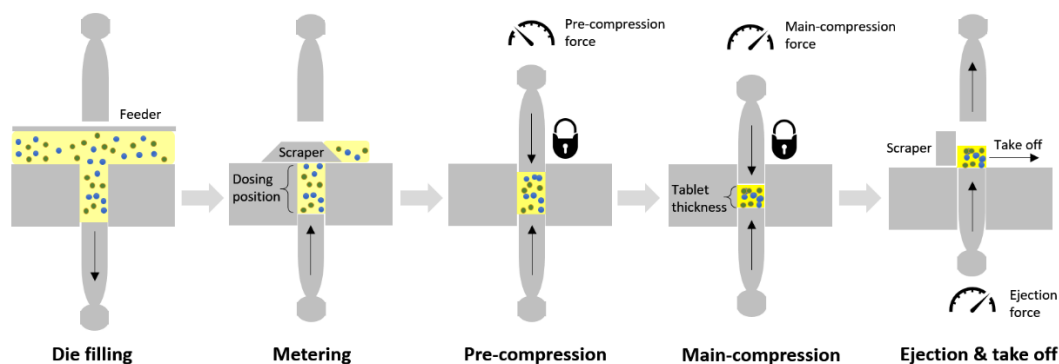 Feeder
Die filling
Scraper
Dosing
position
Metering
Pre-compression
force
Pre-compression
Main-compression
force
Tablet
thickness
Main-compression
Scraper
Take off
Ejection
force
Ejection & take off